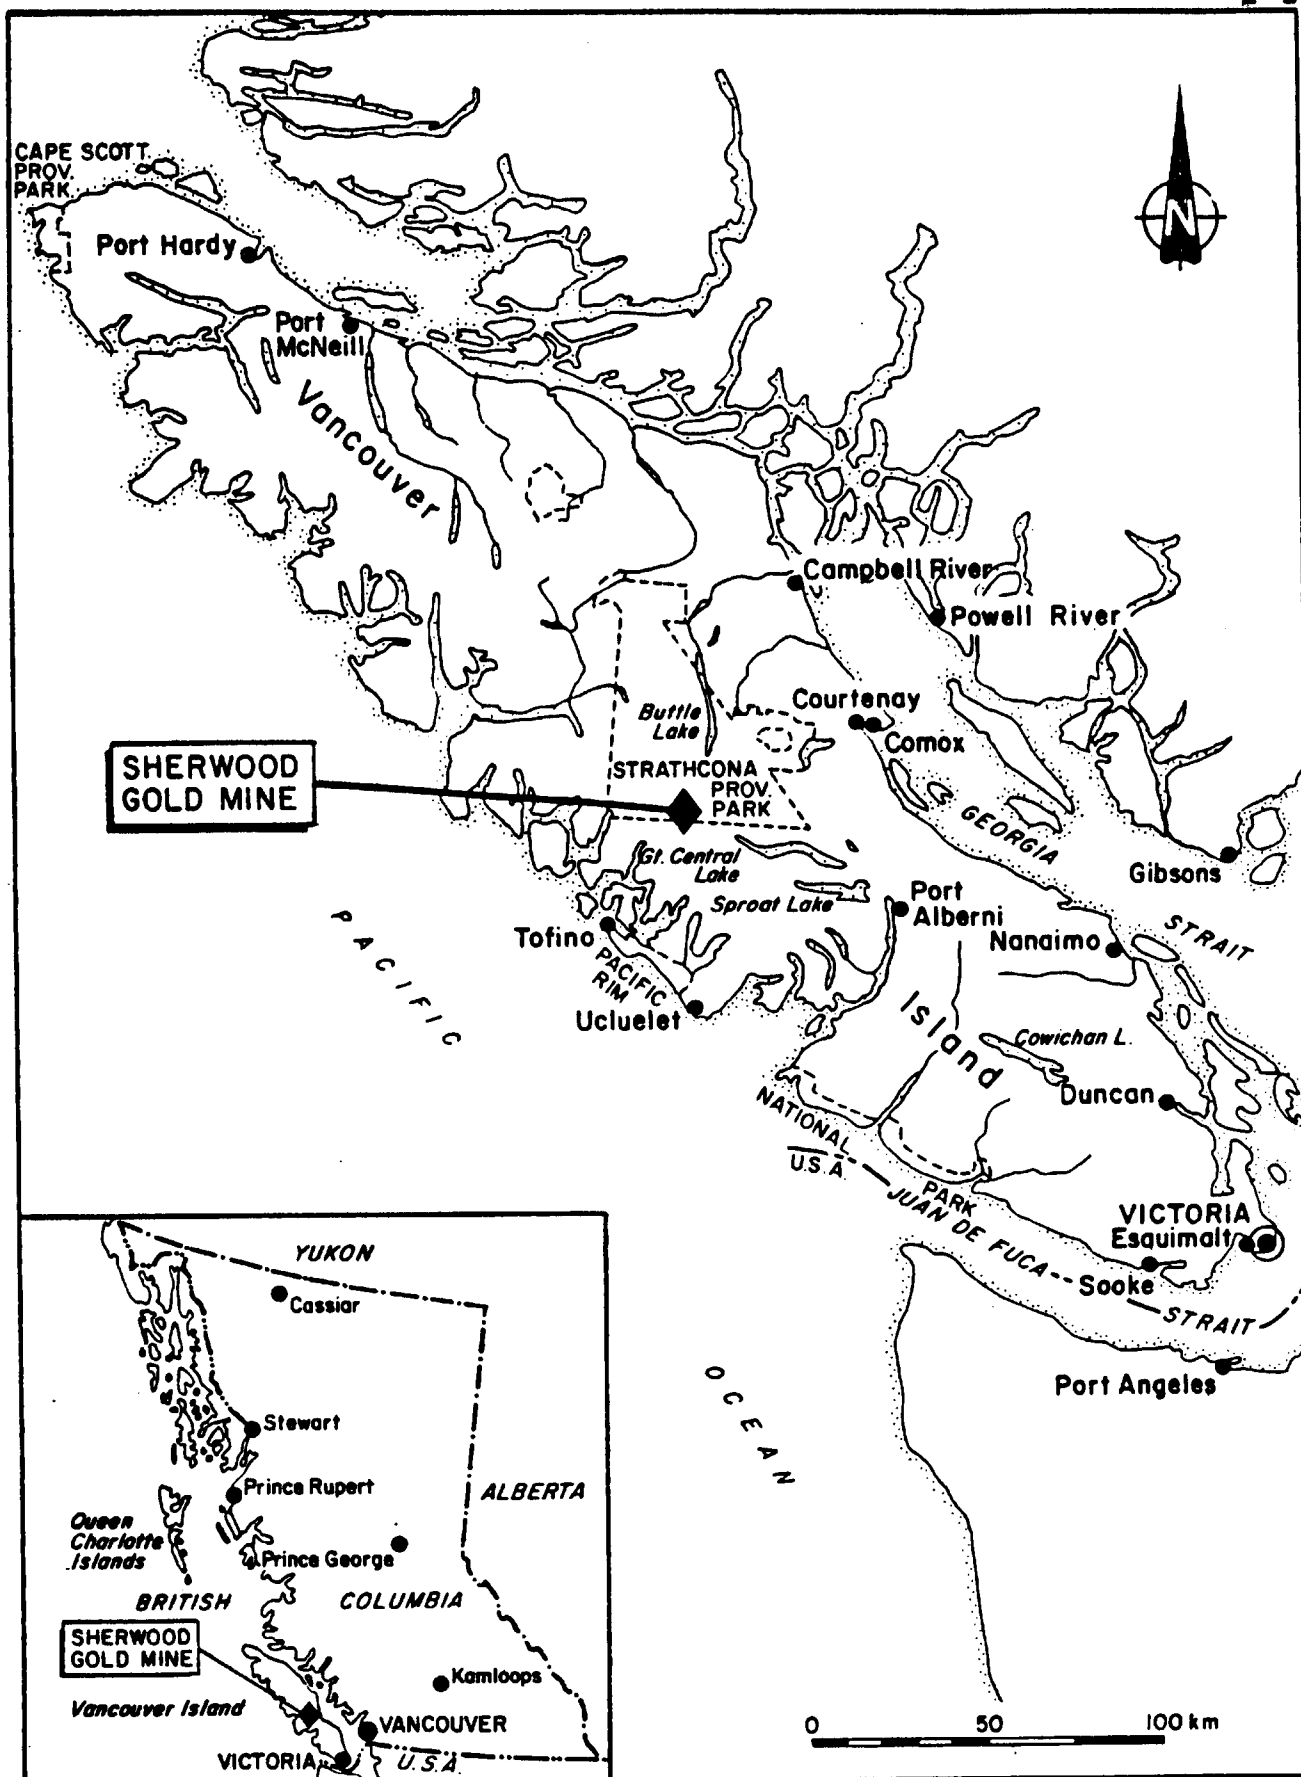 CAPE SCOTT
PROV.
PARK
Port Hardy
Port
McNeill
Vancouver
N
Campbell River
Powell River
Courtenay
Comox
Buttle
Lake
SHERWOOD
GOLD MINE
STRATHCONA
PROV.
PARK
GEORGIA
STRAIT
Gibsons
Gt. Central
Lake
Sproat Lake
Port
Alberni
Nanaimo
Tofino
PACIFIC
RIM
Ucluelet
PACIFIC
Island
Cowichan L.
Duncan
NATIONAL
PARK
U.S.A.
JUAN DE FUCA
STRAIT
VICTORIA
Esquimalt
Sooke
Port Angeles
OCEAN
YUKON
Cassiar
Stewart
Prince Rupert
ALBERTA
Queen
Charlotte
Islands
Prince George
BRITISH COLUMBIA
SHERWOOD
GOLD MINE
Kamloops
Vancouver Island
VANCOUVER
VICTORIA
U.S.A.
0 50 100 km